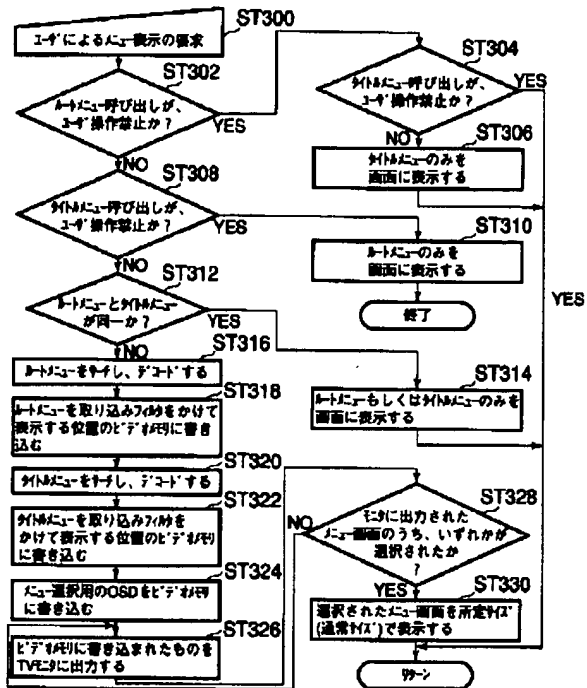 ST300
ユーザによるメニュー表示の要求
ST302
ルートメニュー呼び出しが、
ユーザ操作禁止か？
YES
NO
ST304
タイトルメニュー呼び出しが、
ユーザ操作禁止か？
YES
NO
ST306
タイトルメニューのみを
画面に表示する
ST308
タイトルメニュー呼び出しが、
ユーザ操作禁止か？
YES
NO
ST310
ルートメニューのみを
画面に表示する
終了
YES
ST312
ルートメニューとタイトルメニュー
が同一か？
YES
NO
ST314
ルートメニューもしくはタイトルメニューのみを
画面に表示する
ST316
ルートメニューをサーチし、デコードする
ST318
ルートメニューを取り込みフィルタをかけて
表示する位置のビデオメモリに書き
込む
ST320
タイトルメニューをサーチし、デコードする
ST322
タイトルメニューを取り込みフィルタを
かけて表示する位置のビデオメモリ
に書き込む
ST324
メニュー選択用のOSDをビデオメモリ
に書き込む
ST326
ビデオメモリに書き込まれたものを
TVモニタに出力する
ST328
モニタに出力された
メニュー画面のうち、いずれかが
選択されたか
？
NO
YES
ST330
選択されたメニュー画面を所定サイズ
(通常サイズ)で表示する
リターン